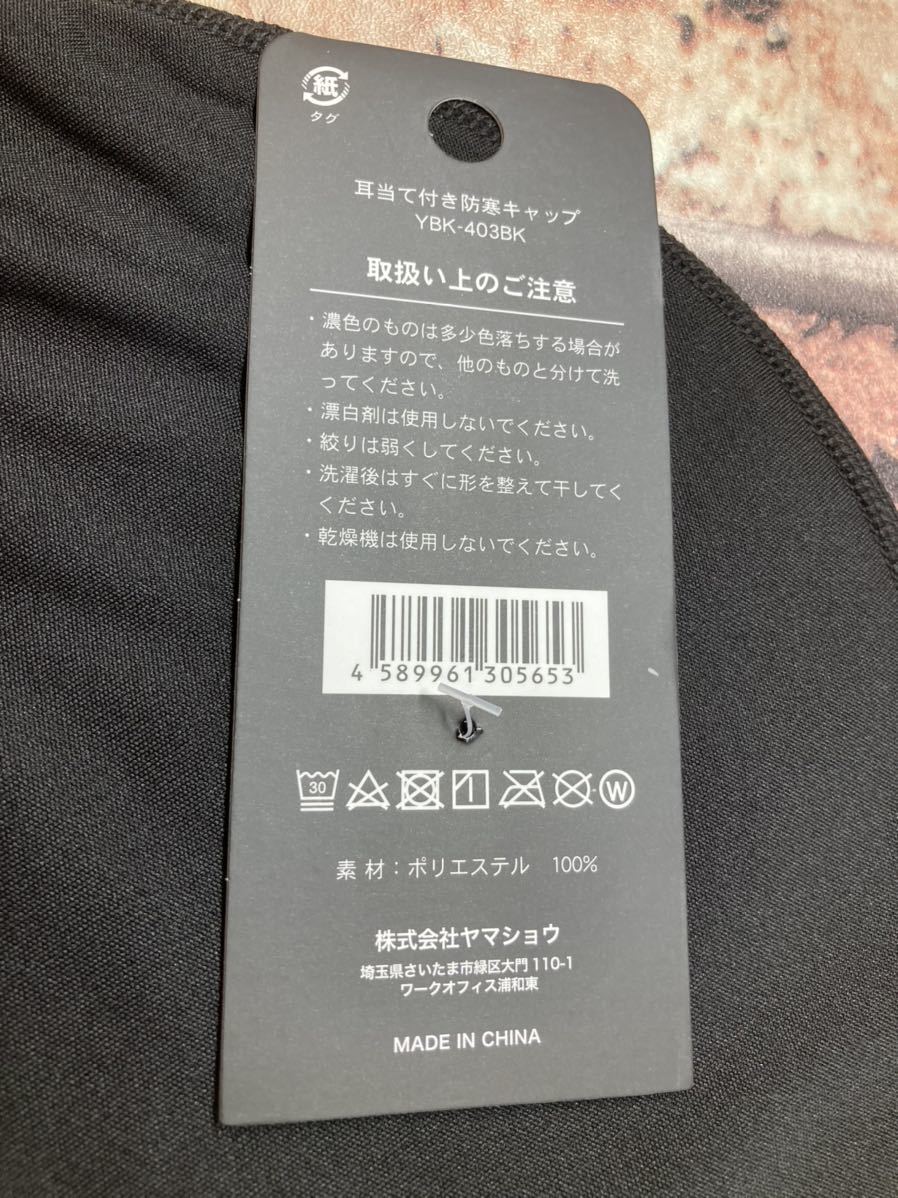 紙
タグ
耳当て付き防寒キャップ
YBK-403BK
取扱い上のご注意
・濃色のものは多少色落ちする場合が
ありますので、他のものと分けて洗
ってください。
・漂白剤は使用しないでください。
・絞りは弱くしてください。
・洗濯後はすぐに形を整えて干してく
ください。
・乾燥機は使用しないでください。
4 589961 305653
30
W
素材：ポリエステル 100%
株式会社ヤマショウ
埼玉県さいたま市緑区大門 110-1
ワークオフィス浦和東
MADE IN CHINA